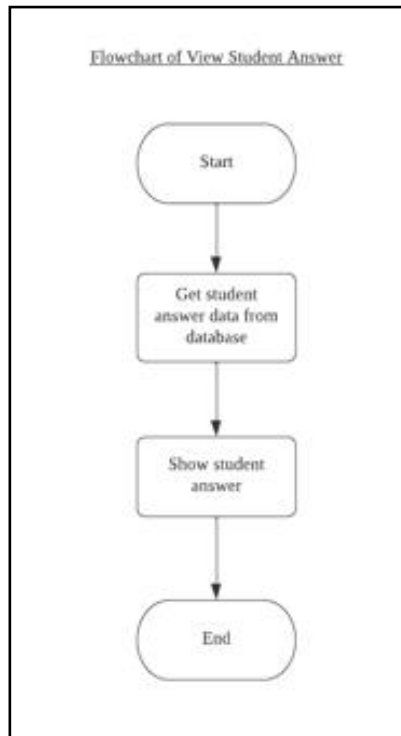 Flowchart of View Student Answer
Start
Get student
answer data from
database
Show student
answer
End